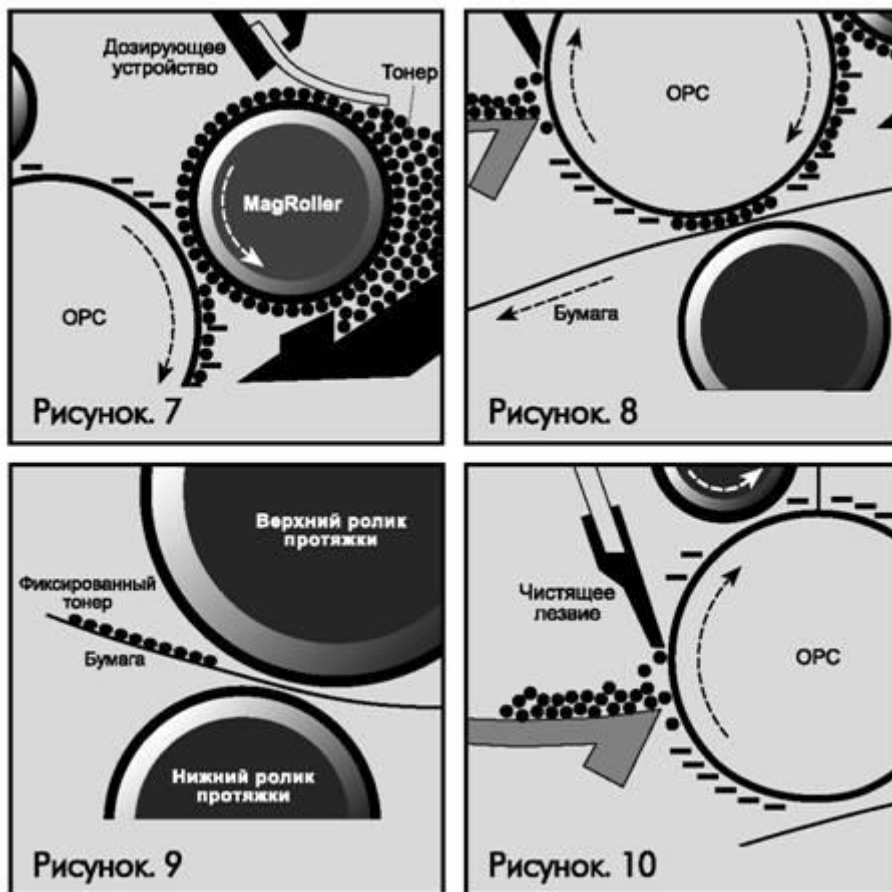 Дозирующее
устройство
Тонер
MagRoller
OPC
Рисунок. 7
OPC
Бумага
Рисунок. 8
Верхний ролик
протяжки
Фиксированный
тонер
Бумага
Нижний ролик
протяжки
Рисунок. 9
Чистящее
лезвие
OPC
Рисунок. 10